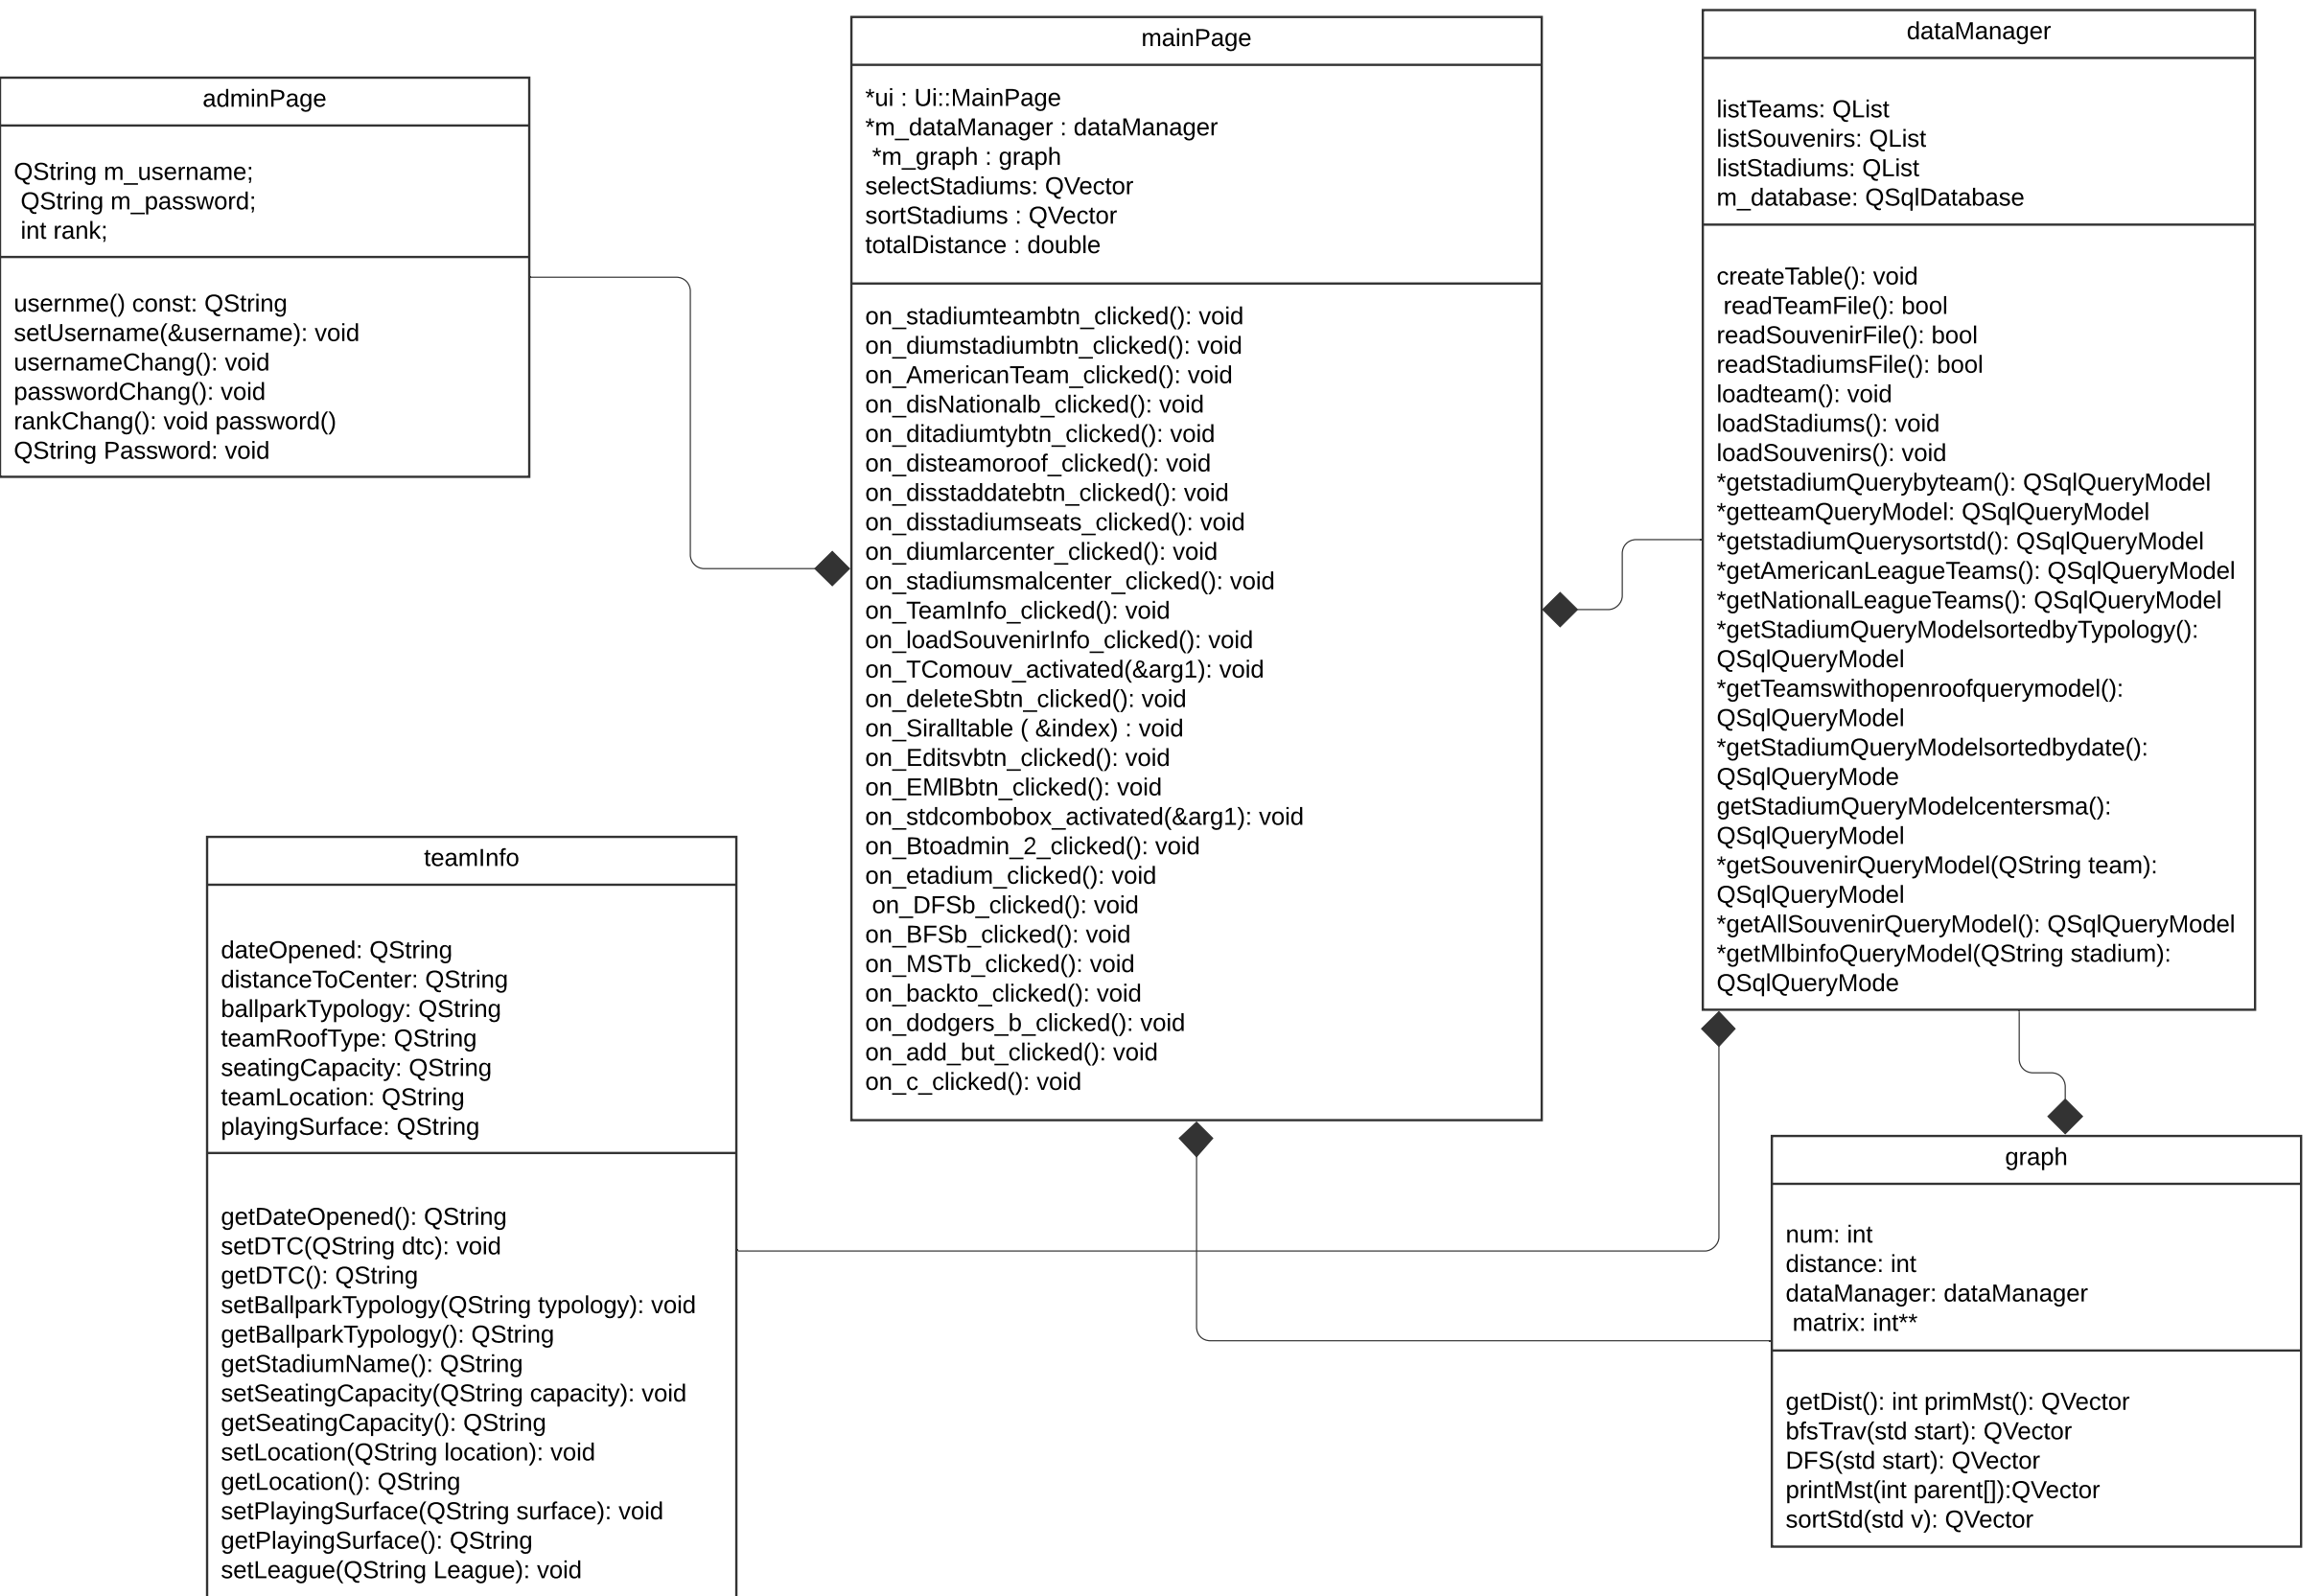 adminPage
QString m_username;
QString m_password;
int rank;
usernme() const: QString
setUsername(&username): void
usernameChang(): void
passwordChang(): void
rankChang(): void password()
QString Password: void
mainPage
*ui : Ui::MainPage
*m_dataManager : dataManager
*m_graph : graph
selectStadiums: QVector
sortStadiums : QVector
totalDistance : double
on_stadiumteambtn_clicked(): void
on_diumstadiumbtn_clicked(): void
on_AmericanTeam_clicked(): void
on_disNationalb_clicked(): void
on_ditadiumtybtn_clicked(): void
on_disteamoroof_clicked(): void
on_disstaddatebtn_clicked(): void
on_disstadiumseats_clicked(): void
on_diumlarcenter_clicked(): void
on_stadiumsmalcenter_clicked(): void
on_TeamInfo_clicked(): void
on_loadSouvenirInfo_clicked(): void
on_TComouv_activated(&arg1): void
on_deleteSbtn_clicked(): void
on_Siralltable ( &index) : void
on_Editsvbtn_clicked(): void
on_EMlBbtn_clicked(): void
on_stdcombobox_activated(&arg1): void
on_Btoadmin_2_clicked(): void
on_etadium_clicked(): void
on_DFSb_clicked(): void
on_BFSb_clicked(): void
on_MSTb_clicked(): void
on_backto_clicked(): void
on_dodgers_b_clicked(): void
on_add_but_clicked(): void
on_c_clicked(): void
dataManager
listTeams: QList
listSouvenirs: QList
listStadiums: QList
m_database: QSqlDatabase
createTable(): void
readTeamFile(): bool
readSouvenirFile(): bool
readStadiumsFile(): bool
loadteam(): void
loadStadiums(): void
loadSouvenirs(): void
*getstadiumQuerybyteam(): QSqlQueryModel
*getteamQueryModel: QSqlQueryModel
*getstadiumQuerysortstd(): QSqlQueryModel
*getAmericanLeagueTeams(): QSqlQueryModel
*getNationalLeagueTeams(): QSqlQueryModel
*getStadiumQueryModelsortedbyTypology():
QSqlQueryModel
*getTeamswithopenroofquerymodel():
QSqlQueryModel
*getStadiumQueryModelsortedbydate():
QSqlQueryMode
getStadiumQueryModelcentersma():
QSqlQueryModel
*getSouvenirQueryModel(QString team):
QSqlQueryModel
*getAllSouvenirQueryModel(): QSqlQueryModel
*getMlbinfoQueryModel(QString stadium):
QSqlQueryMode
teamInfo
dateOpened: QString
distanceToCenter: QString
ballparkTypology: QString
teamRoofType: QString
seatingCapacity: QString
teamLocation: QString
playingSurface: QString
getDateOpened(): QString
setDTC(QString dtc): void
getDTC(): QString
setBallparkTypology(QString typology): void
getBallparkTypology(): QString
getStadiumName(): QString
setSeatingCapacity(QString capacity): void
getSeatingCapacity(): QString
setLocation(QString location): void
getLocation(): QString
setPlayingSurface(QString surface): void
getPlayingSurface(): QString
setLeague(QString League): void
graph
num: int
distance: int
dataManager: dataManager
matrix: int**
getDist(): int primMst(): QVector
bfsTrav(std start): QVector
DFS(std start): QVector
printMst(int parent[]):QVector
sortStd(std v): QVector